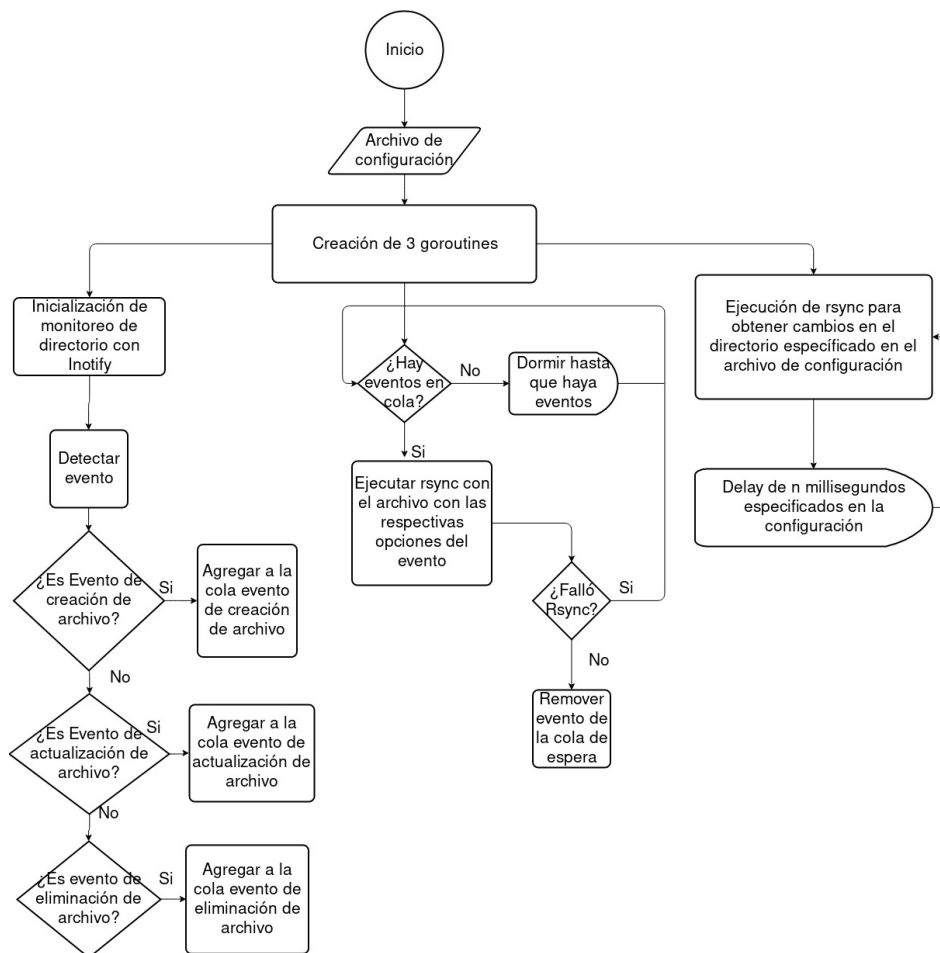 Inicio
Archivo de
configuración
Creación de 3 goroutines
Inicialización de
monitoreo de
directorio con
Inotify
Detectar
evento
¿Es Evento de
creación de
archivo?
Si
Agregar a la
cola evento
de creación
de archivo
No
¿Es Evento de
actualización de
archivo?
Si
Agregar a la
cola evento de
actualización de
archivo
No
¿Es evento de
eliminación de
archivo?
Si
Agregar a la
cola evento de
eliminación de
archivo
¿Hay
eventos en
cola?
No
Dormir hasta
que haya
eventos
Si
Ejecutar rsync con
el archivo con las
respectivas
opciones del
evento
¿Falló
Rsync?
Si
No
Remover
evento de
la cola de
espera
Ejecución de rsync para
obtener cambios en el
directorio específicado en el
archivo de configuración
Delay de n millisegundos
especificados en la
configuración